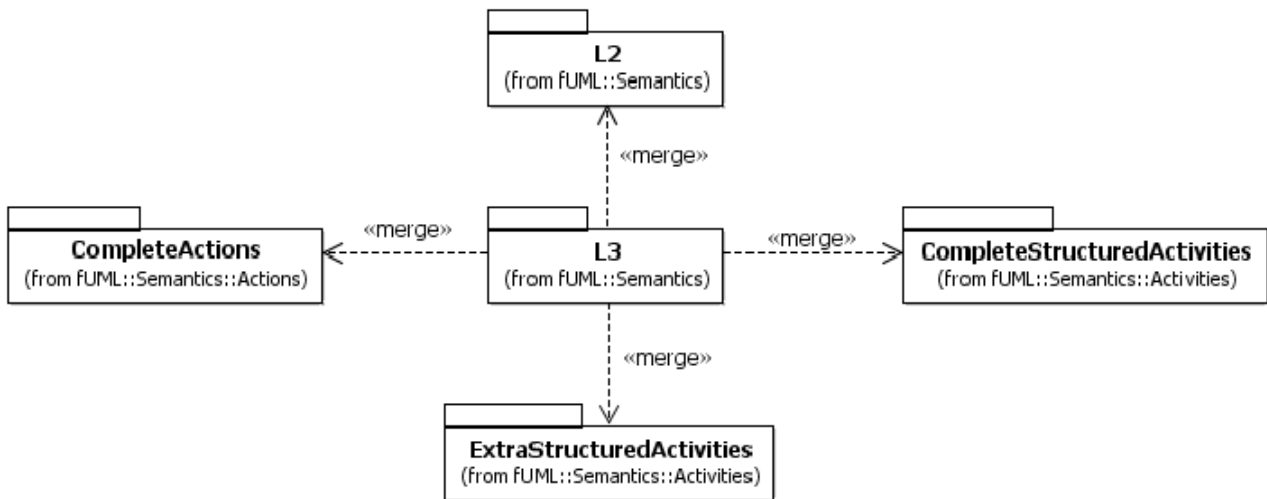 L2
(from fUML::Semantics)
«merge»
«merge»
CompleteActions
(from fUML::Semantics::Actions)
L3
(from fUML::Semantics)
«merge»
CompleteStructuredActivities
(from fUML::Semantics::Activities)
«merge»
ExtraStructuredActivities
(from fUML::Semantics::Activities)